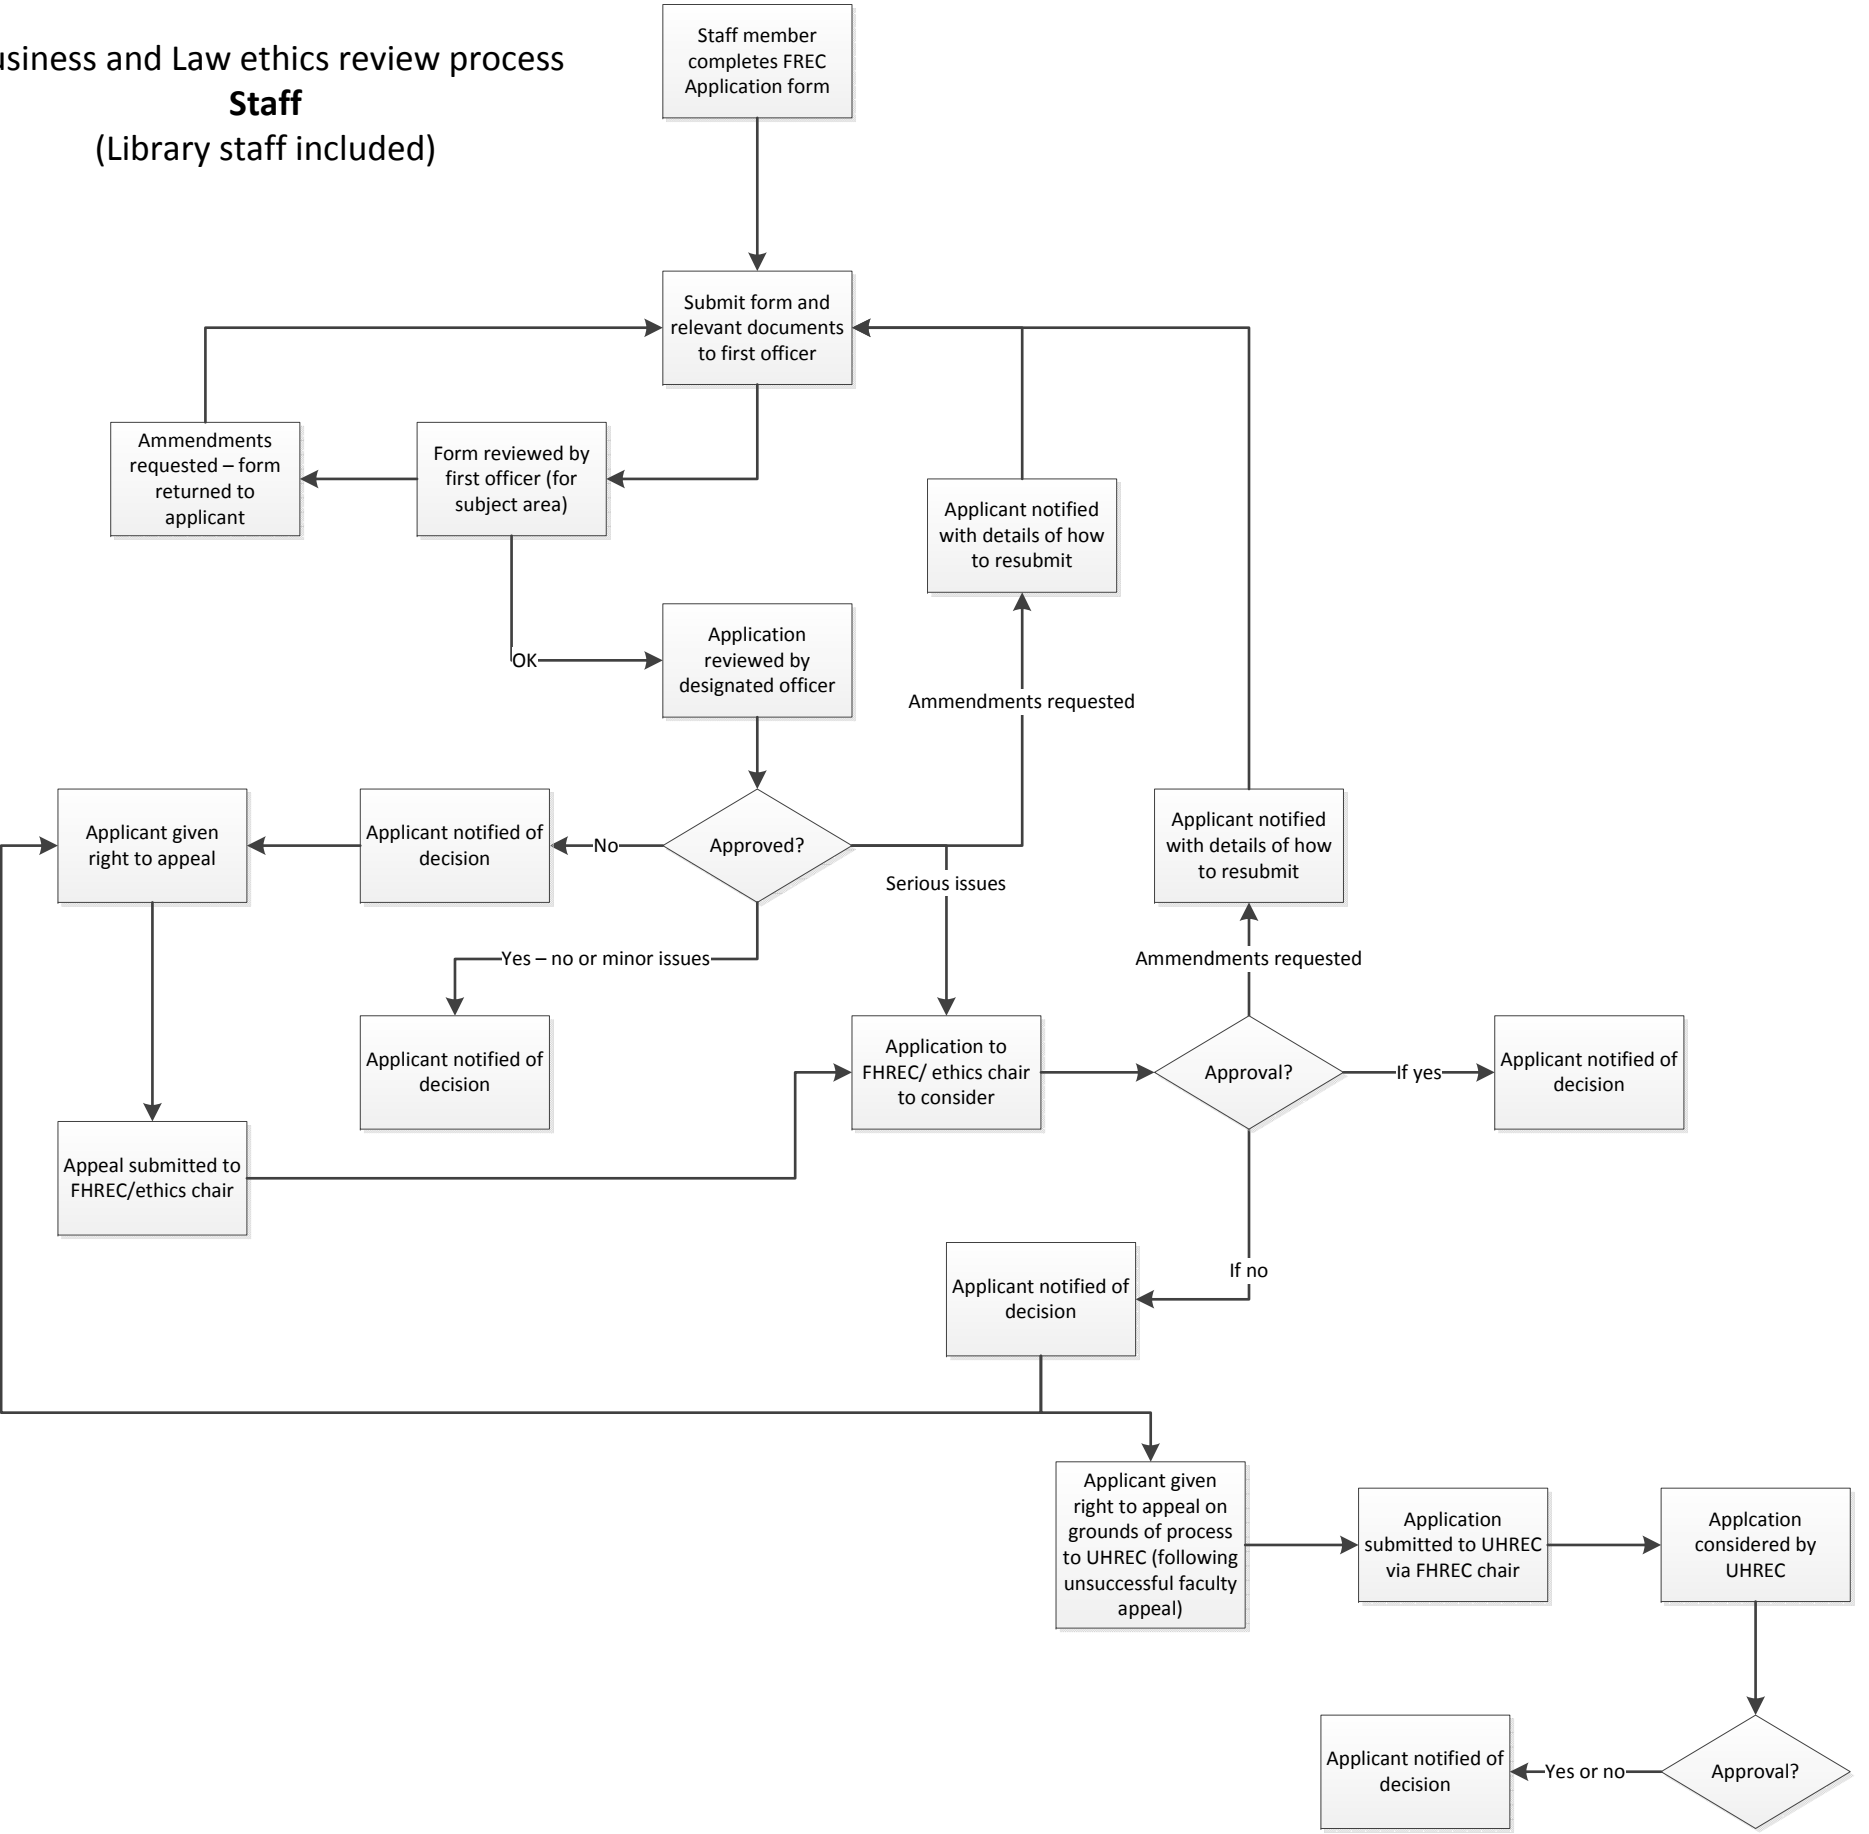 usiness and Law ethics review process
Staff
(Library staff included)
Staff member
completes FREC
Application form
Submit form and
relevant documents
to first officer
Ammendments
requested – form
returned to
applicant
Form reviewed by
first officer (for
subject area)
Applicant notified
with details of how
to resubmit
OK
Application
reviewed by
designated officer
Ammendments requested
Applicant given
right to appeal
Applicant notified of
decision
No
Approved?
Applicant notified
with details of how
to resubmit
Serious issues
Yes – no or minor issues
Ammendments requested
Applicant notified of
decision
Application to
FHREC/ ethics chair
to consider
Approval?
If yes
Applicant notified of
decision
Appeal submitted to
FHREC/ethics chair
If no
Applicant notified of
decision
Applicant given
right to appeal on
grounds of process
to UHREC (following
unsuccessful faculty
appeal)
Application
submitted to UHREC
via FHREC chair
Applcation
considered by
UHREC
Applicant notified of
decision
Yes or no
Approval?